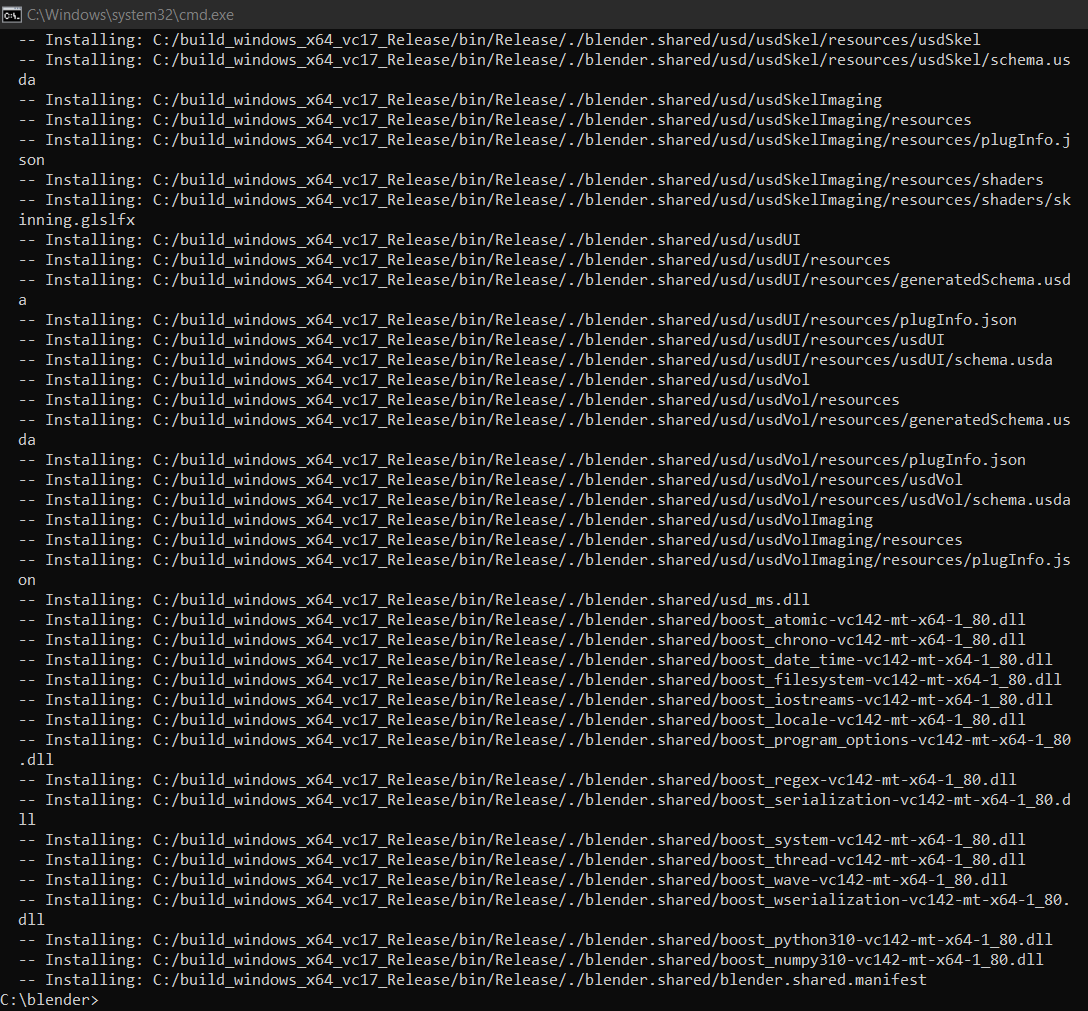 C:\Windows\system32\cmd.exe
-- Installing: C:/build_windows_x64_vc17_Release/bin/Release/./blender.shared/usd/usdSkel/resources/usdSkel
-- Installing: C:/build_windows_x64_vc17_Release/bin/Release/./blender.shared/usd/usdSkel/resources/usdSkel/schema.us
da
-- Installing: C:/build_windows_x64_vc17_Release/bin/Release/./blender.shared/usd/usdSkelImaging
-- Installing: C:/build_windows_x64_vc17_Release/bin/Release/./blender.shared/usd/usdSkelImaging/resources
-- Installing: C:/build_windows_x64_vc17_Release/bin/Release/./blender.shared/usd/usdSkelImaging/resources/plugInfo.j
son
-- Installing: C:/build_windows_x64_vc17_Release/bin/Release/./blender.shared/usd/usdSkelImaging/resources/shaders
-- Installing: C:/build_windows_x64_vc17_Release/bin/Release/./blender.shared/usd/usdSkelImaging/resources/shaders/sk
inning.glslfx
-- Installing: C:/build_windows_x64_vc17_Release/bin/Release/./blender.shared/usd/usdUI
-- Installing: C:/build_windows_x64_vc17_Release/bin/Release/./blender.shared/usd/usdUI/resources
-- Installing: C:/build_windows_x64_vc17_Release/bin/Release/./blender.shared/usd/usdUI/resources/generatedSchema.usd
a
-- Installing: C:/build_windows_x64_vc17_Release/bin/Release/./blender.shared/usd/usdUI/resources/plugInfo.json
-- Installing: C:/build_windows_x64_vc17_Release/bin/Release/./blender.shared/usd/usdUI/resources/usdUI
-- Installing: C:/build_windows_x64_vc17_Release/bin/Release/./blender.shared/usd/usdUI/resources/usdUI/schema.usda
-- Installing: C:/build_windows_x64_vc17_Release/bin/Release/./blender.shared/usd/usdVol
-- Installing: C:/build_windows_x64_vc17_Release/bin/Release/./blender.shared/usd/usdVol/resources
-- Installing: C:/build_windows_x64_vc17_Release/bin/Release/./blender.shared/usd/usdVol/resources/generatedSchema.us
da
-- Installing: C:/build_windows_x64_vc17_Release/bin/Release/./blender.shared/usd/usdVol/resources/plugInfo.json
-- Installing: C:/build_windows_x64_vc17_Release/bin/Release/./blender.shared/usd/usdVol/resources/usdVol
-- Installing: C:/build_windows_x64_vc17_Release/bin/Release/./blender.shared/usd/usdVol/resources/usdVol/schema.usda
-- Installing: C:/build_windows_x64_vc17_Release/bin/Release/./blender.shared/usd/usdVolImaging
-- Installing: C:/build_windows_x64_vc17_Release/bin/Release/./blender.shared/usd/usdVolImaging/resources
-- Installing: C:/build_windows_x64_vc17_Release/bin/Release/./blender.shared/usd/usdVolImaging/resources/plugInfo.js
on
-- Installing: C:/build_windows_x64_vc17_Release/bin/Release/./blender.shared/usd_ms.dll
-- Installing: C:/build_windows_x64_vc17_Release/bin/Release/./blender.shared/boost_atomic-vc142-mt-x64-1_80.dll
-- Installing: C:/build_windows_x64_vc17_Release/bin/Release/./blender.shared/boost_chrono-vc142-mt-x64-1_80.dll
-- Installing: C:/build_windows_x64_vc17_Release/bin/Release/./blender.shared/boost_date_time-vc142-mt-x64-1_80.dll
-- Installing: C:/build_windows_x64_vc17_Release/bin/Release/./blender.shared/boost_filesystem-vc142-mt-x64-1_80.dll
-- Installing: C:/build_windows_x64_vc17_Release/bin/Release/./blender.shared/boost_iostreams-vc142-mt-x64-1_80.dll
-- Installing: C:/build_windows_x64_vc17_Release/bin/Release/./blender.shared/boost_locale-vc142-mt-x64-1_80.dll
-- Installing: C:/build_windows_x64_vc17_Release/bin/Release/./blender.shared/boost_program_options-vc142-mt-x64-1_80
.dll
-- Installing: C:/build_windows_x64_vc17_Release/bin/Release/./blender.shared/boost_regex-vc142-mt-x64-1_80.dll
-- Installing: C:/build_windows_x64_vc17_Release/bin/Release/./blender.shared/boost_serialization-vc142-mt-x64-1_80.d
ll
-- Installing: C:/build_windows_x64_vc17_Release/bin/Release/./blender.shared/boost_system-vc142-mt-x64-1_80.dll
-- Installing: C:/build_windows_x64_vc17_Release/bin/Release/./blender.shared/boost_thread-vc142-mt-x64-1_80.dll
-- Installing: C:/build_windows_x64_vc17_Release/bin/Release/./blender.shared/boost_wave-vc142-mt-x64-1_80.dll
-- Installing: C:/build_windows_x64_vc17_Release/bin/Release/./blender.shared/boost_wserialization-vc142-mt-x64-1_80.
dll
-- Installing: C:/build_windows_x64_vc17_Release/bin/Release/./blender.shared/boost_python310-vc142-mt-x64-1_80.dll
-- Installing: C:/build_windows_x64_vc17_Release/bin/Release/./blender.shared/boost_numpy310-vc142-mt-x64-1_80.dll
-- Installing: C:/build_windows_x64_vc17_Release/bin/Release/./blender.shared/blender.shared.manifest
C:\blender>